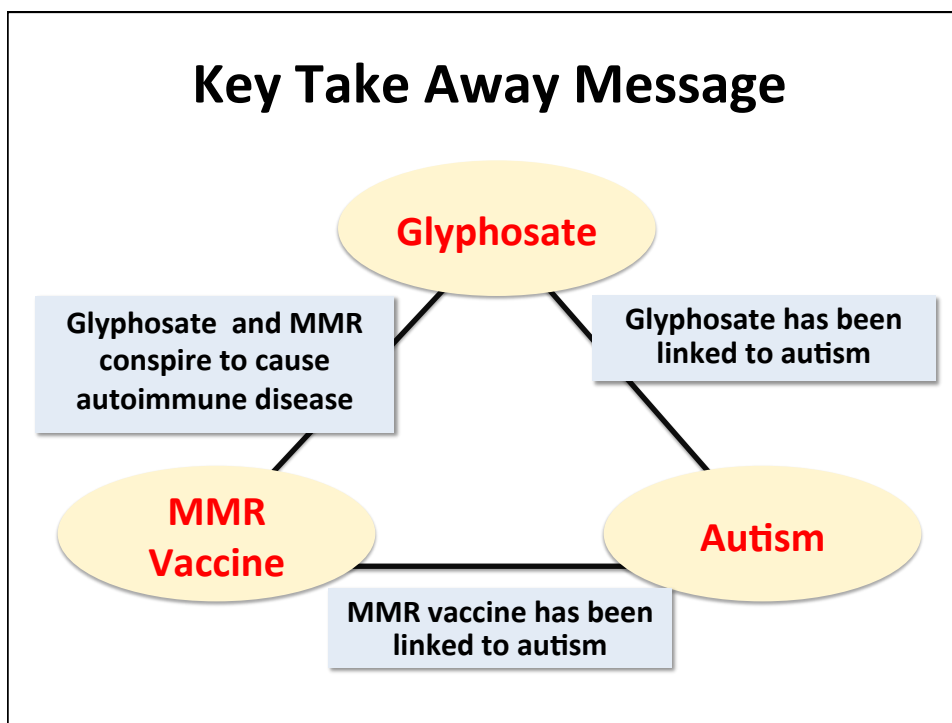 Key Take Away Message
Glyphosate
Glyphosate and MMR
conspire to cause
autoimmune disease
Glyphosate has been
linked to autism
MMR
Vaccine
Autism
MMR vaccine has been
linked to autism